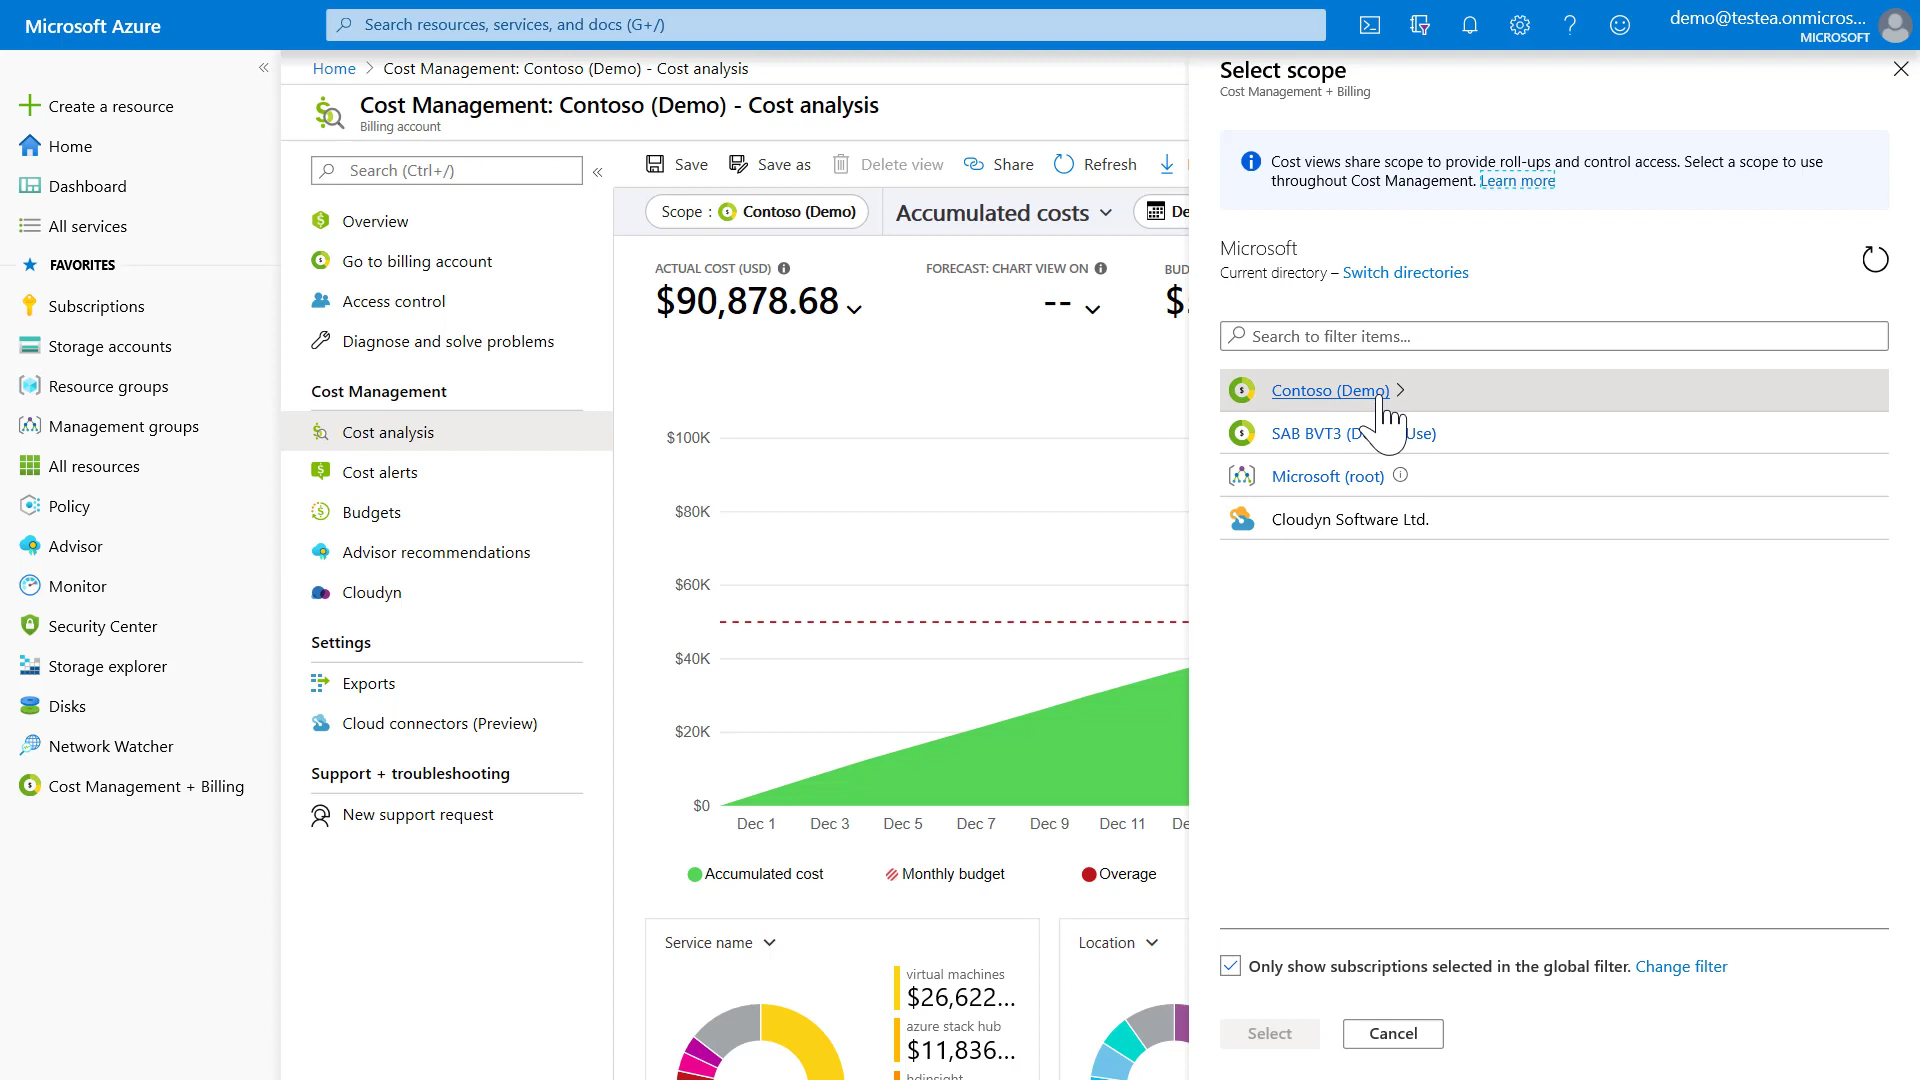 Microsoft Azure
Search resources, services, and docs (G+/)
demo@testea.onmicros...
MICROSOFT
Create a resource
Home
Dashboard
All services
FAVORITES
Subscriptions
Storage accounts
Resource groups
Management groups
All resources
Policy
Advisor
Monitor
Security Center
Storage explorer
Disks
Network Watcher
Cost Management + Billing
Home > Cost Management: Contoso (Demo) - Cost analysis
Cost Management: Contoso (Demo) - Cost analysis
Billing account
Search (Ctrl+/)
Overview
Go to billing account
Access control
Diagnose and solve problems
Cost Management
Cost analysis
Cost alerts
Budgets
Advisor recommendations
Cloudyn
Settings
Exports
Cloud connectors (Preview)
Support + troubleshooting
New support request
Save
Save as
Delete view
Share
Refresh
Scope : Contoso (Demo)
Accumulated costs
De
ACTUAL COST (USD)
$90,878.68
FORECAST: CHART VIEW ON
--
BUD
$
$100K
$80K
$60K
$40K
$20K
$0
Dec 1 Dec 3 Dec 5 Dec 7 Dec 9 Dec 11 De
Accumulated cost
Monthly budget
Overage
Service name
virtual machines
$26,622...
azure stack hub
$11,836...
hdinsight
Location
Select scope
Cost Management + Billing
Cost views share scope to provide roll-ups and control access. Select a scope to use
throughout Cost Management. Learn more
Microsoft
Current directory – Switch directories
Search to filter items...
Contoso (Demo)
SAB BVT3 (D Use)
Microsoft (root)
Cloudyn Software Ltd.
Only show subscriptions selected in the global filter. Change filter
Select
Cancel